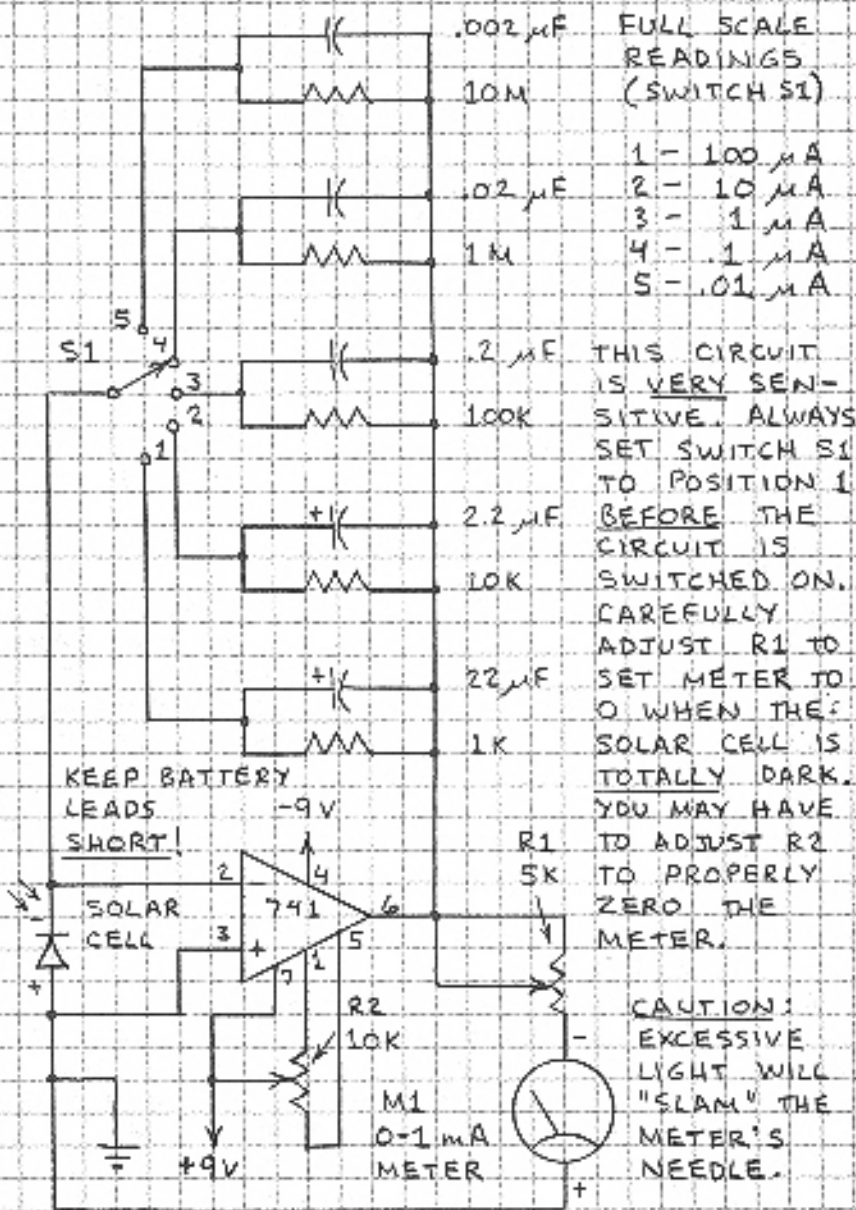 .002 µF
10M
FULL SCALE
READINGS
(SWITCH S1)
1 - 100 µA
2 - 10 µA
3 - 1 µA
4 - .1 µA
5 - .01 µA
.02 µF
1M
5
S1
4
3
2
1
.2 µF
100K
THIS CIRCUIT
IS VERY SEN-
SITIVE. ALWAYS
SET SWITCH S1
TO POSITION 1
BEFORE THE
CIRCUIT IS
SWITCHED ON.
CAREFULLY
ADJUST R1 TO
SET METER TO
0 WHEN THE
SOLAR CELL IS
TOTALLY DARK.
YOU MAY HAVE
TO ADJUST R2
TO PROPERLY
ZERO THE
METER.
+
2.2 µF
10K
+
22 µF
1K
KEEP BATTERY
LEADS
SHORT!
-9V
R1
5K
2
-
4
741
6
3
+
5
7
1
-
SOLAR
CELL
+
R2
10K
+9V
M1
0-1 mA
METER
-
+
CAUTION:
EXCESSIVE
LIGHT WILL
"SLAM" THE
METER'S
NEEDLE.